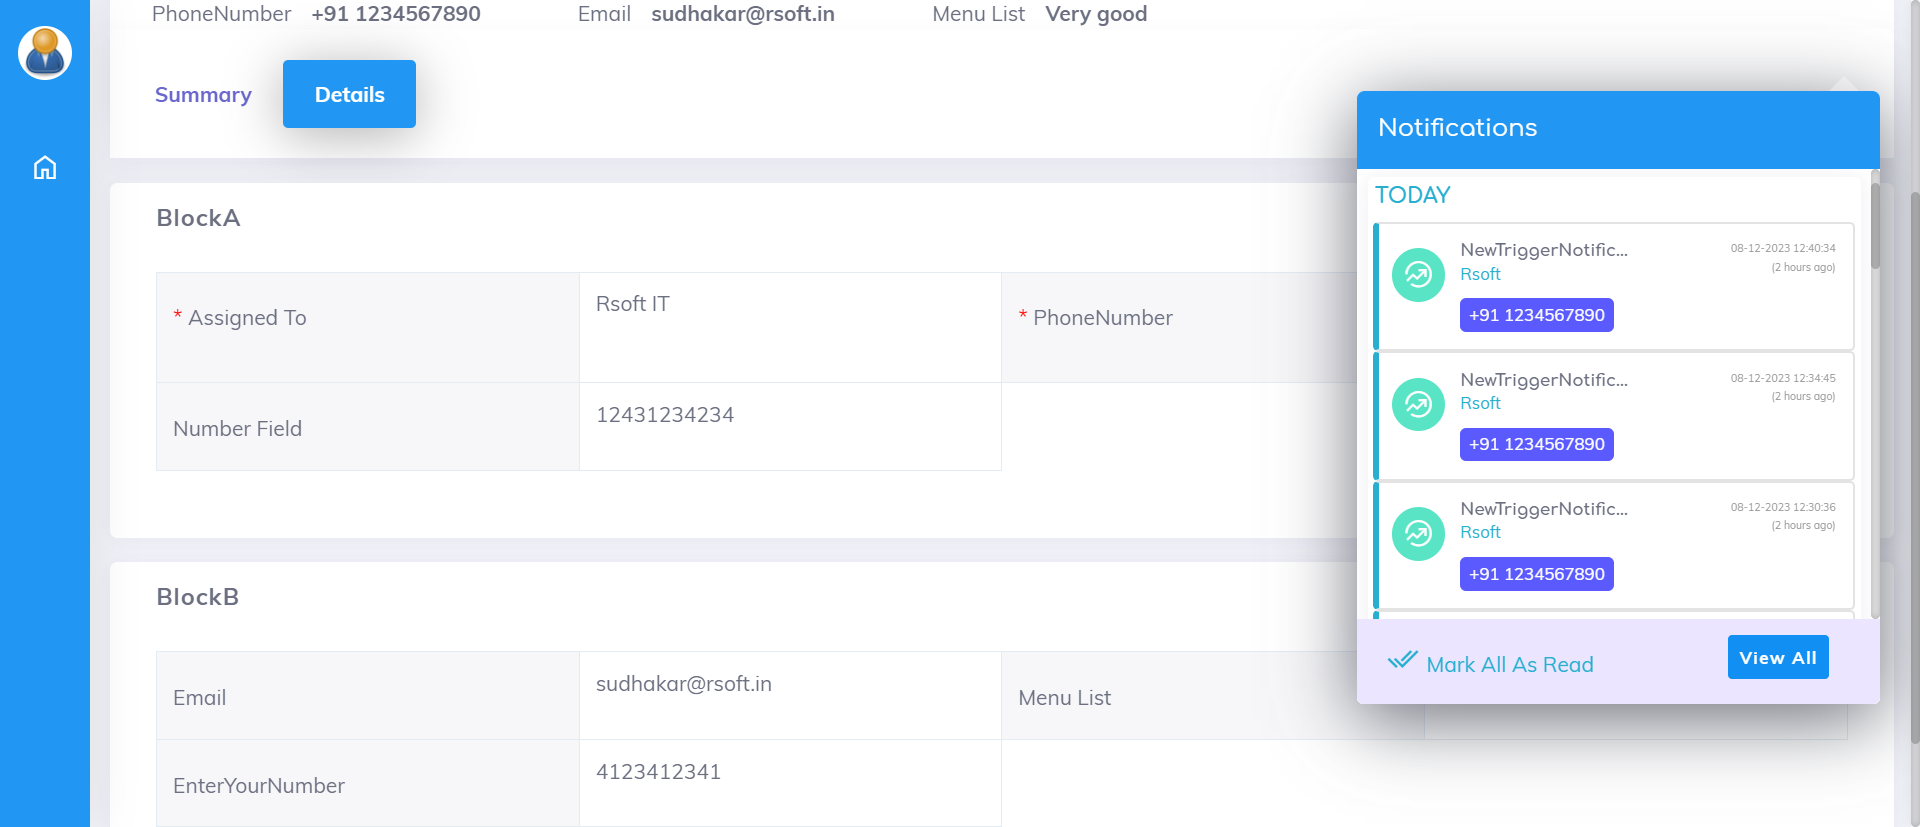 PhoneNumber +91 1234567890 Email sudhakar@rsoft.in Menu List Very good
Summary Details
BlockA
* Assigned To Rsoft IT * PhoneNumber
Number Field 12431234234
BlockB
Email sudhakar@rsoft.in Menu List
EnterYourNumber 4123412341
Notifications
TODAY
NewTriggerNotific... 08-12-2023 12:40:34
Rsoft (2 hours ago)
+91 1234567890
NewTriggerNotific... 08-12-2023 12:34:45
Rsoft (2 hours ago)
+91 1234567890
NewTriggerNotific... 08-12-2023 12:30:36
Rsoft (2 hours ago)
+91 1234567890
Mark All As Read View All